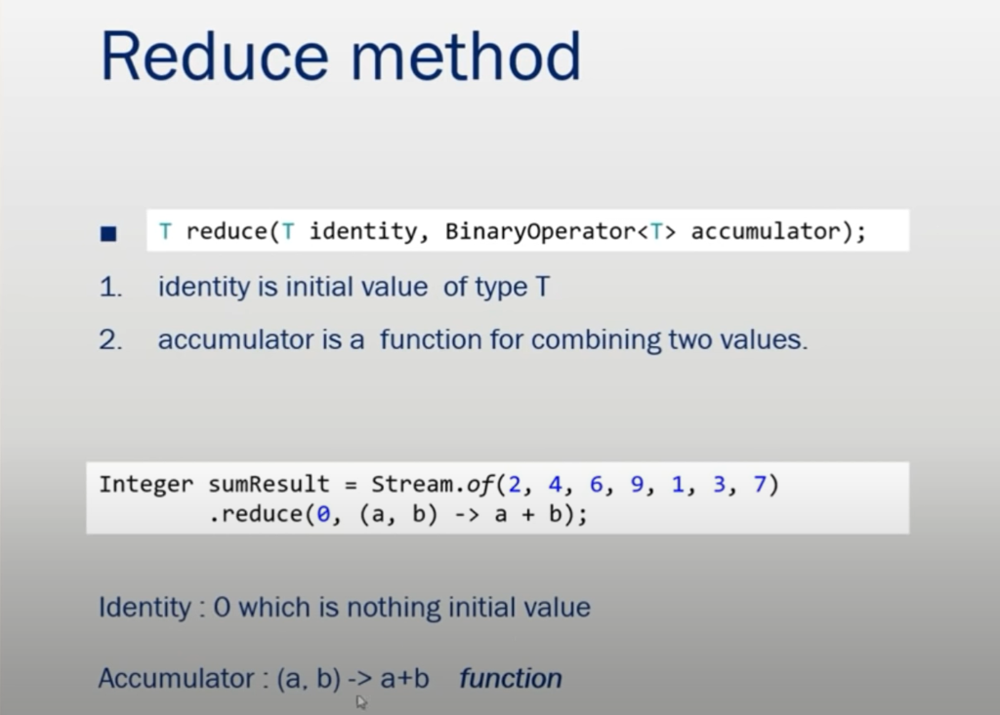 Reduce method
T reduce(T identity, BinaryOperator<T> accumulator);
1. identity is initial value of type T
2. accumulator is a function for combining two values.
Integer sumResult = Stream.of(2, 4, 6, 9, 1, 3, 7)
.reduce(0, (a, b) -> a + b);
Identity : 0 which is nothing initial value
Accumulator : (a, b) -> a+b function